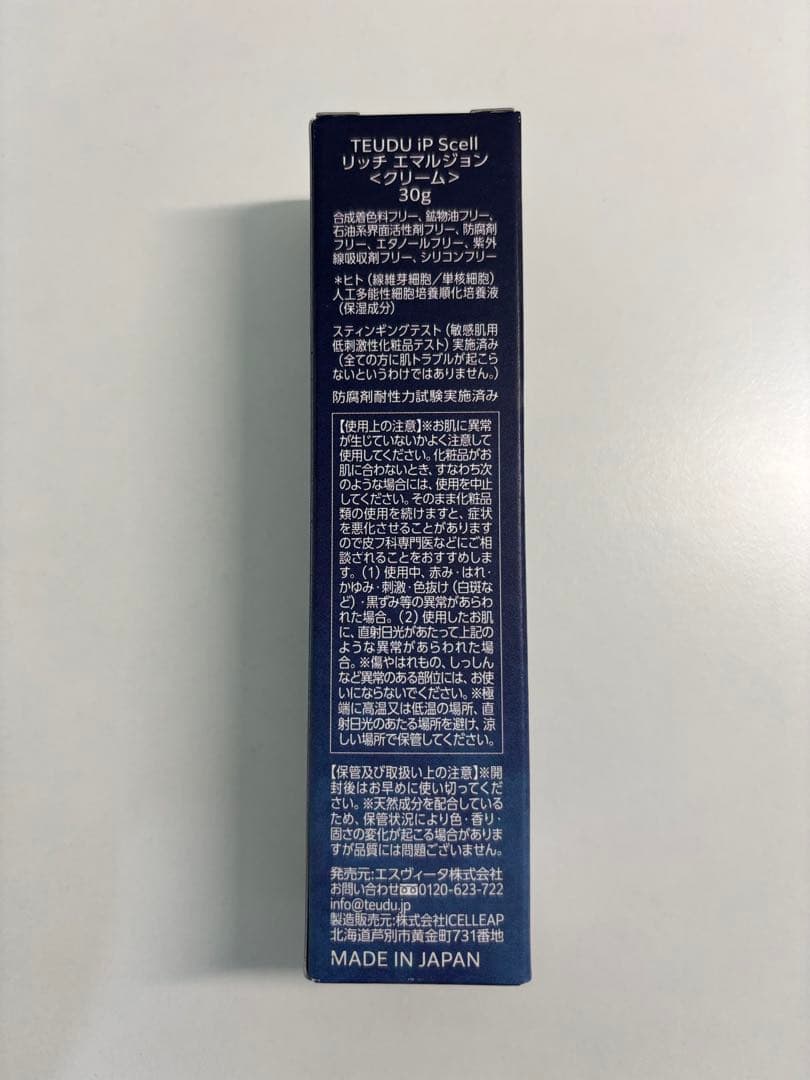 TEUDU iP Scell
リッチ エマルジョン
<クリーム>
30g
合成着色料フリー、鉱物油フリー、
石油系界面活性剤フリー、防腐剤
フリー、エタノールフリー、紫外
線吸収剤フリー、シリコンフリー
*ヒト(線維芽細胞/単核細胞)
人工多能性細胞培養順化培養液
(保湿成分)
スティンギングテスト(敏感肌用
低刺激性化粧品テスト)実施済み
(全ての方に肌トラブルが起こら
ないというわけではありません。)
防腐剤耐性力試験実施済み
【使用上の注意】※お肌に異常
が生じていないかよく注意して
使用してください。化粧品がお
肌に合わないとき、すなわち次
のような場合には、使用を中止
してください。そのまま化粧品
類の使用を続けますと、症状
を悪化させることがあります
ので皮フ科専門医などにご相
談されることをおすすめしま
す。(1)使用中、赤み・はれ・
かゆみ・刺激・色抜け(白斑な
ど)・黒ずみ等の異常があらわ
れた場合。(2)使用したお肌
に、直射日光があたって上記の
ような異常があらわれた場
合。※傷やはれもの、しっしん
など異常のある部位には、お使
いにならないでください。※極
端に高温又は低温の場所、直
射日光のあたる場所を避け、涼
しい場所で保管してください。
【保管及び取扱い上の注意】※開
封後はお早めに使い切ってくだ
さい。※天然成分を配合している
ため、保管状況により色・香り・
固さの変化が起こる場合がありま
すが品質には問題ございません。
発売元:エスヴィータ株式会社
お問い合わせ0120-623-722
info@teudu.jp
製造販売元:株式会社ICELLEAP
北海道芦別市黄金町731番地
MADE IN JAPAN